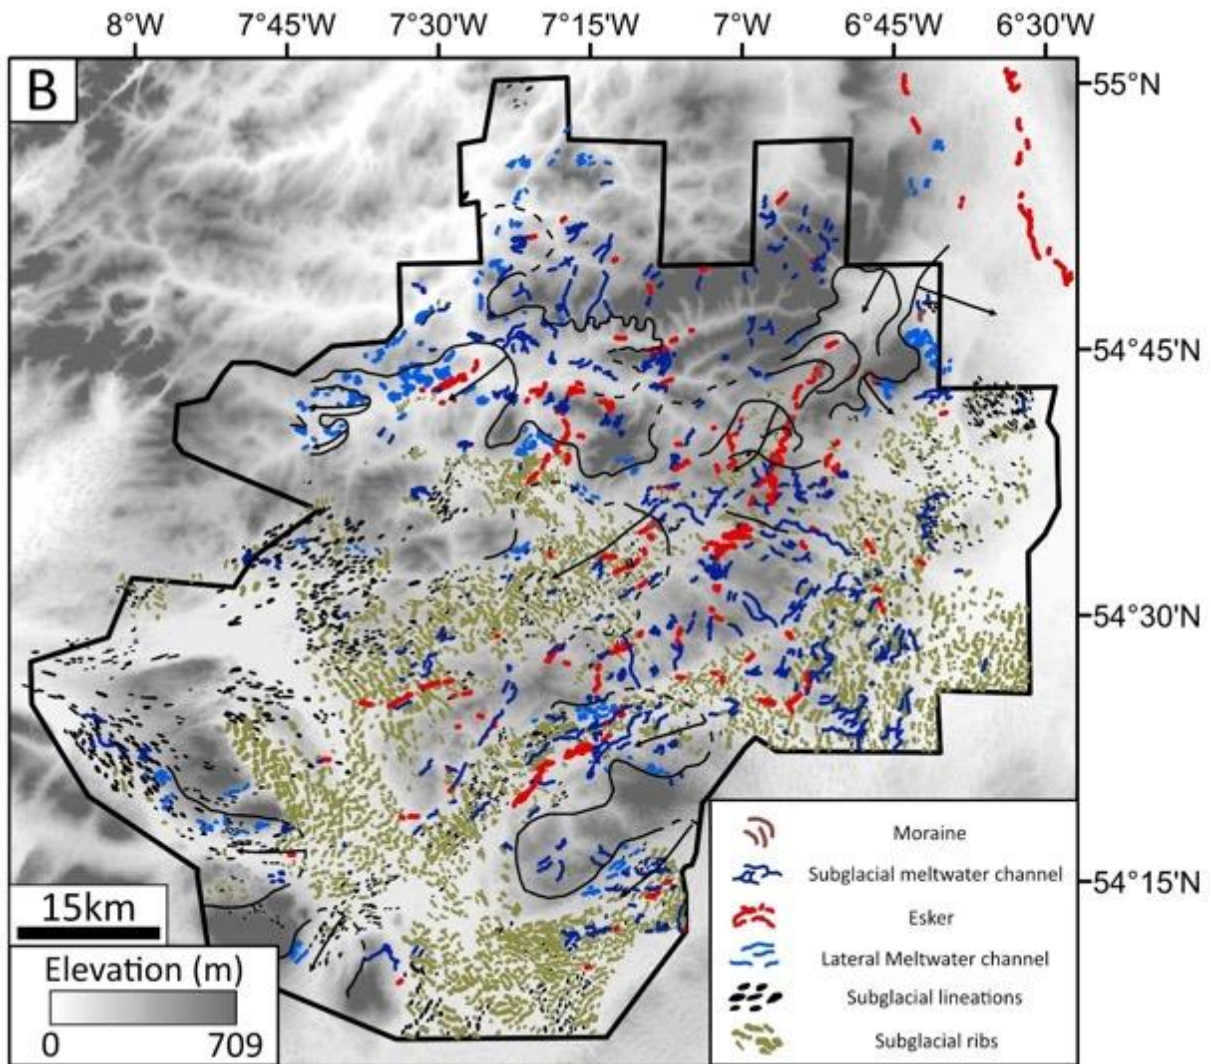 8°W 7°45'W 7°30'W 7°15'W 7°W 6°45'W 6°30'W
B
55°N
54°45'N
54°30'N
54°15'N
Moraine
Subglacial meltwater channel
Esker
Lateral Meltwater channel
Subglacial lineations
Subglacial ribs
15km
Elevation (m)
0 709